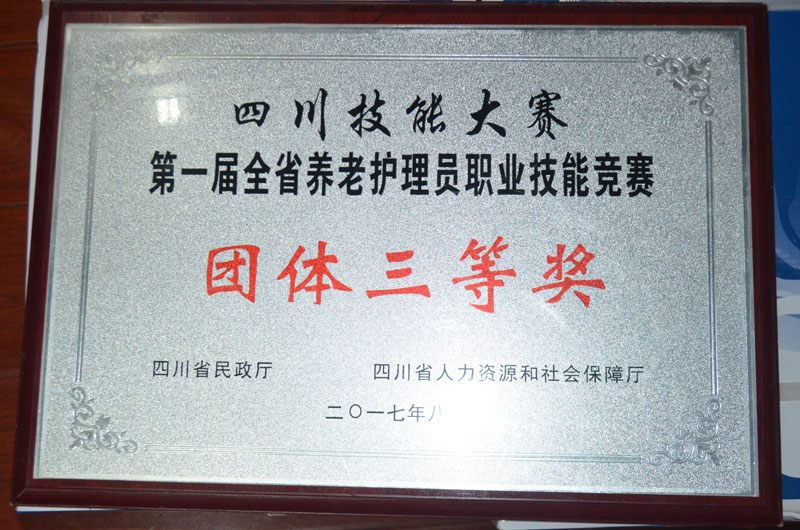 四川技能大赛
第一届全省养老护理员职业技能竞赛
团体三等奖
四川省民政厅 四川省人力资源和社会保障厅
二〇一七年八